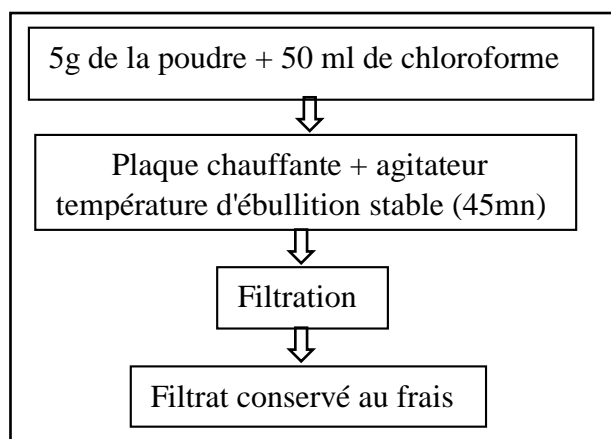 5g de la poudre + 50 ml de chloroforme
Plaque chauffante + agitateur
température d'ébullition stable (45mn)
Filtration
Filtrat conservé au frais